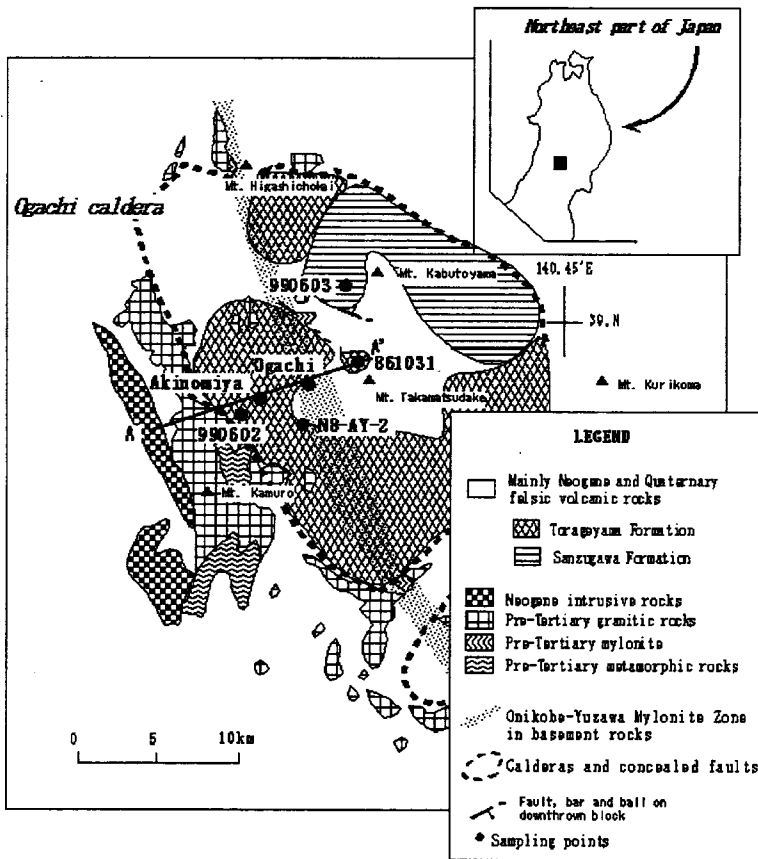 Northeast part of Japan
Mt. Higashichokai
Ogachi caldera
990603
Mt. Kabutoyama
140.45'E
39.N
A'
861031
Ogachi
Akinomiya
Mt. Takamatsudake
Mt. Kurikoma
A
990602
N8-AY-2
Mt. Kamuro
LEGEND
Mainly Neogene and Quaternary
felsic volcanic rocks
Torageyama Formation
Sanzugawa Formation
Neogene intrusive rocks
Pre-Tertiary granitic rocks
Pre-Tertiary mylonite
Pre-Tertiary metamorphic rocks
Onikobe-Yuzawa Mylonite Zone
in basement rocks
Calderas and concealed faults
Fault, bar and ball on
downthrown block
Sampling points
0 5 10km